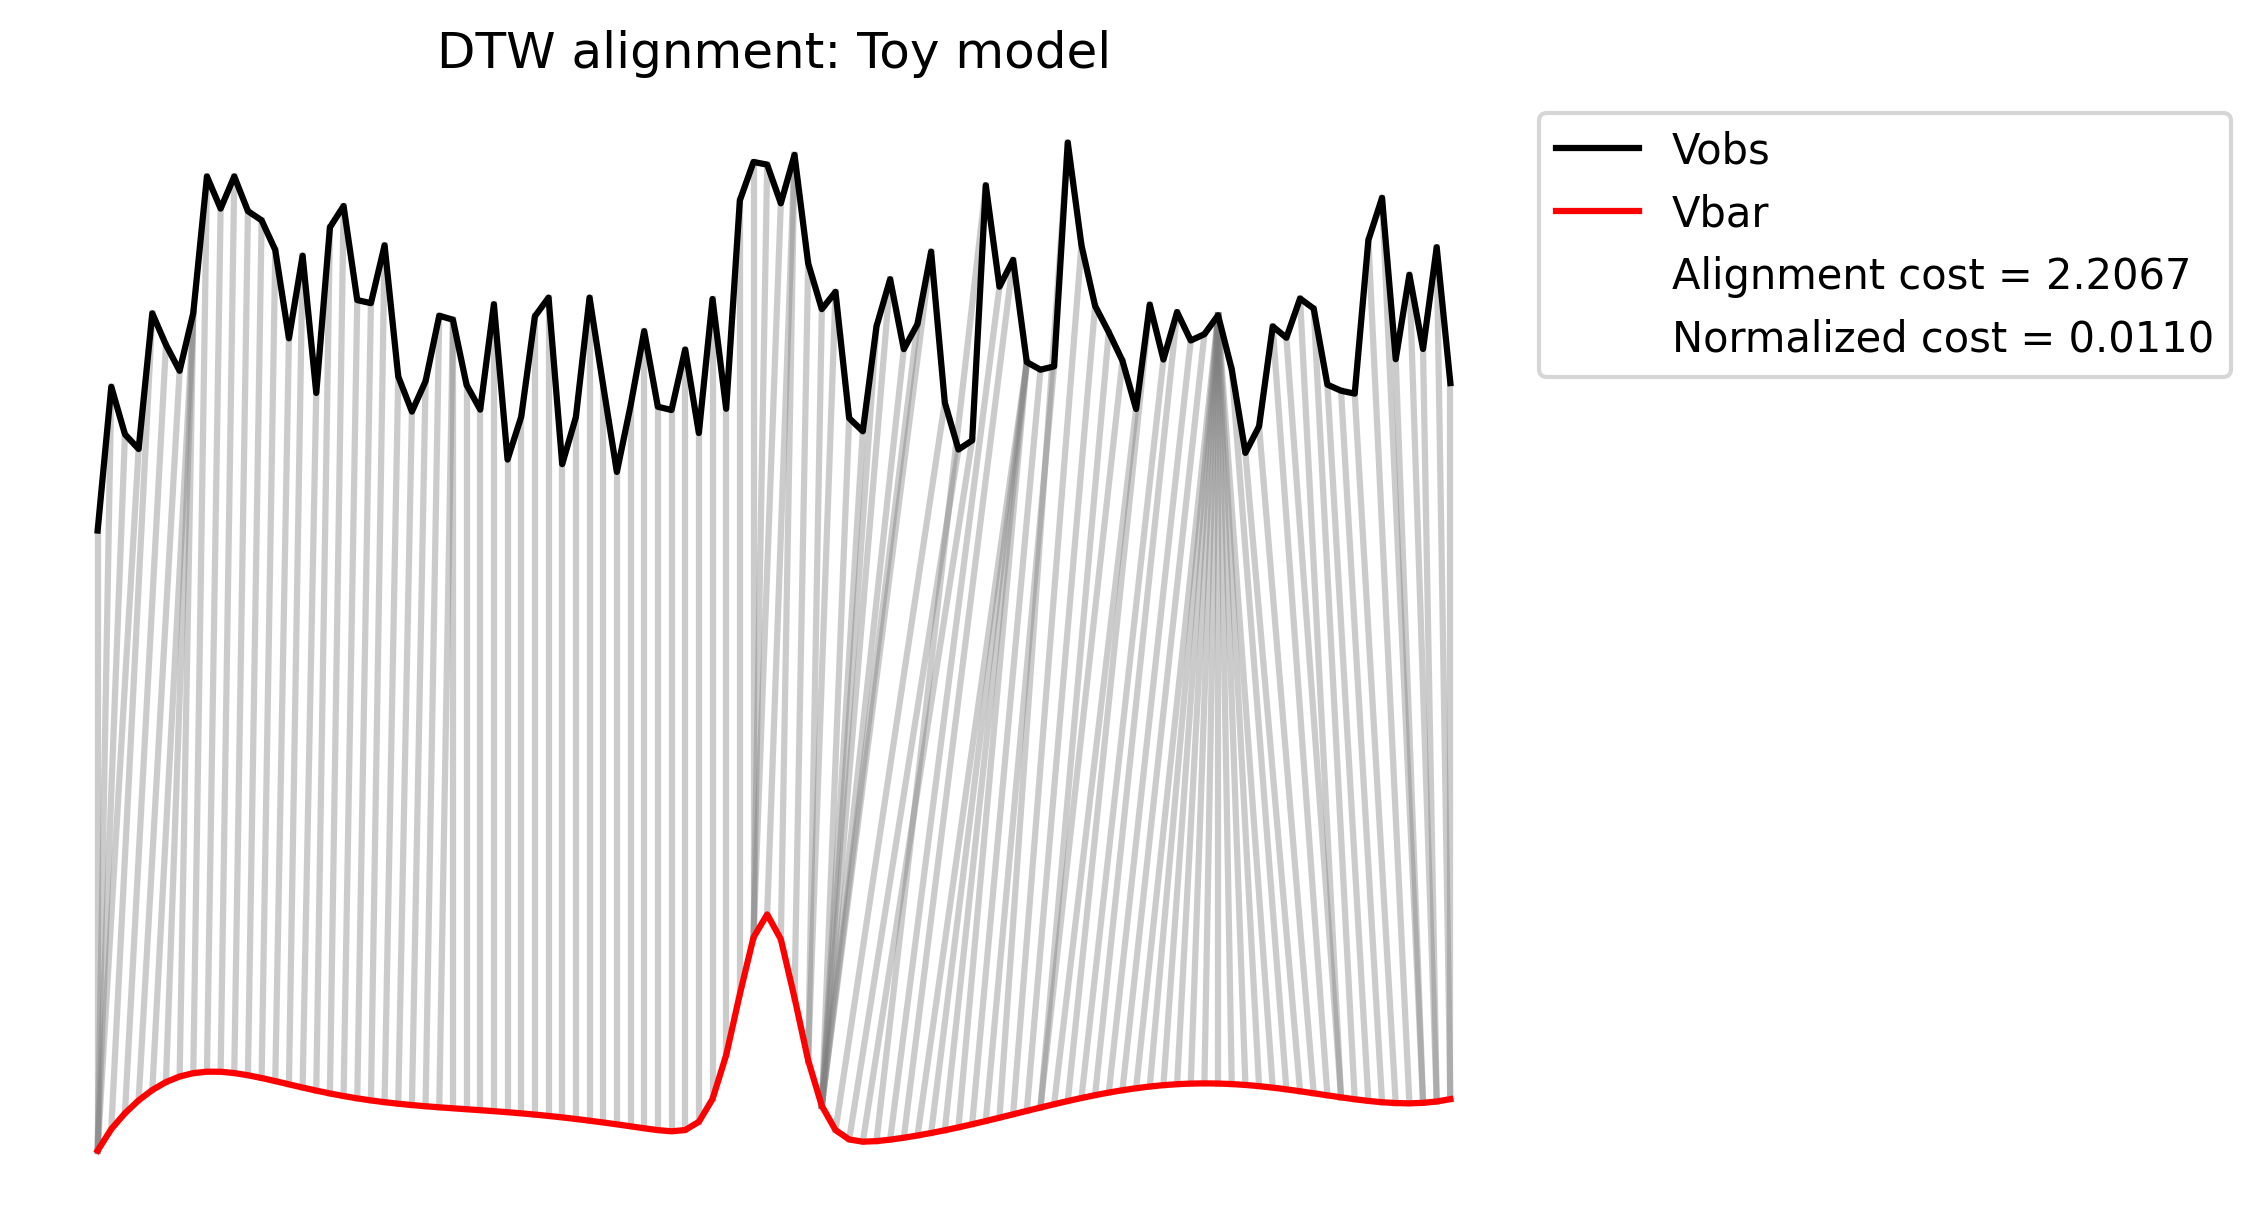 DTW alignment: Toy model
Vobs
Vbar
Alignment cost = 2.2067
Normalized cost = 0.0110